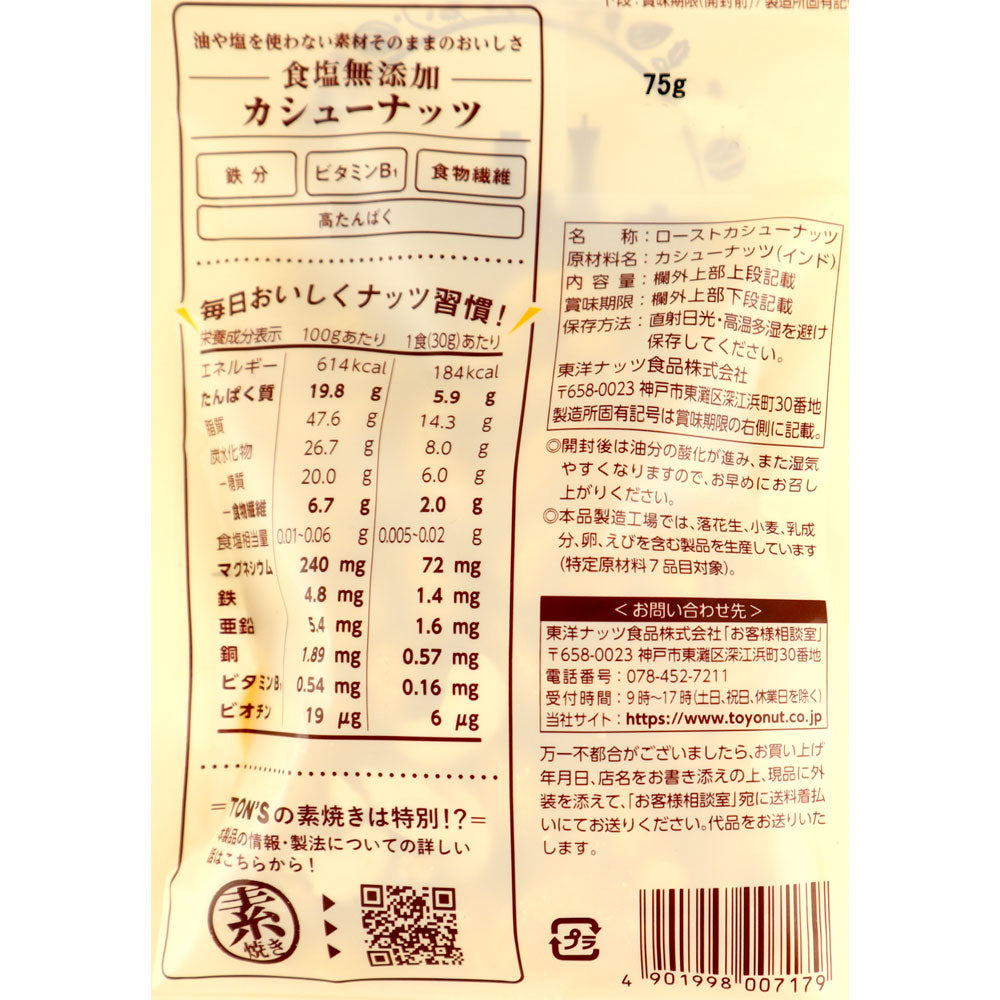 下段:賞味期限(開封前)/製造所固有記
75g
油や塩を使わない素材そのままのおいしさ
食塩無添加
カシューナッツ
鉄分
ビタミンB₁
食物繊維
高たんぱく
毎日おいしくナッツ習慣!
栄養成分表示 100gあたり 1食(30g)あたり
エネルギー 614kcal 184kcal
たんぱく質 19.8 g 5.9 g
脂質 47.6 g 14.3 g
炭水化物 26.7 g 8.0 g
―糖質 20.0 g 6.0 g
―食物繊維 6.7 g 2.0 g
食塩相当量 0.01~0.06 g 0.005~0.02 g
マグネシウム 240 mg 72 mg
鉄 4.8 mg 1.4 mg
亜鉛 5.4 mg 1.6 mg
銅 1.89 mg 0.57 mg
ビタミンB₁ 0.54 mg 0.16 mg
ビオチン 19 μg 6 μg
=TON'Sの素焼きは特別!?=
本製品の情報・製法についての詳しい
話はこちらから!
素
焼き
名称:ローストカシューナッツ
原材料名:カシューナッツ(インド)
内容量:欄外上部上段記載
賞味期限:欄外上部下段記載
保存方法:直射日光・高温多湿を避け
保存してください。
東洋ナッツ食品株式会社
〒658-0023 神戸市東灘区深江浜町30番地
製造所固有記号は賞味期限の右側に記載。
◎開封後は油分の酸化が進み、また湿気
やすくなりますので、お早めにお召し
上がりください。
◎本品製造工場では、落花生、小麦、乳成
分、卵、えびを含む製品を生産しています
(特定原材料7品目対象)。
<お問い合わせ先>
東洋ナッツ食品株式会社「お客様相談室」
〒658-0023 神戸市東灘区深江浜町30番地
電話番号:078-452-7211
受付時間:9時~17時(土日、祝日、休業日を除く)
当社サイト:https://www.toyonut.co.jp
万一不都合がございましたら、お買い上げ
年月日、店名をお書き添えの上、現品に外
装を添えて、「お客様相談室」宛に送料着払
いにてお送りください。代品をお送りいた
します。
プラ
4 901998 007179